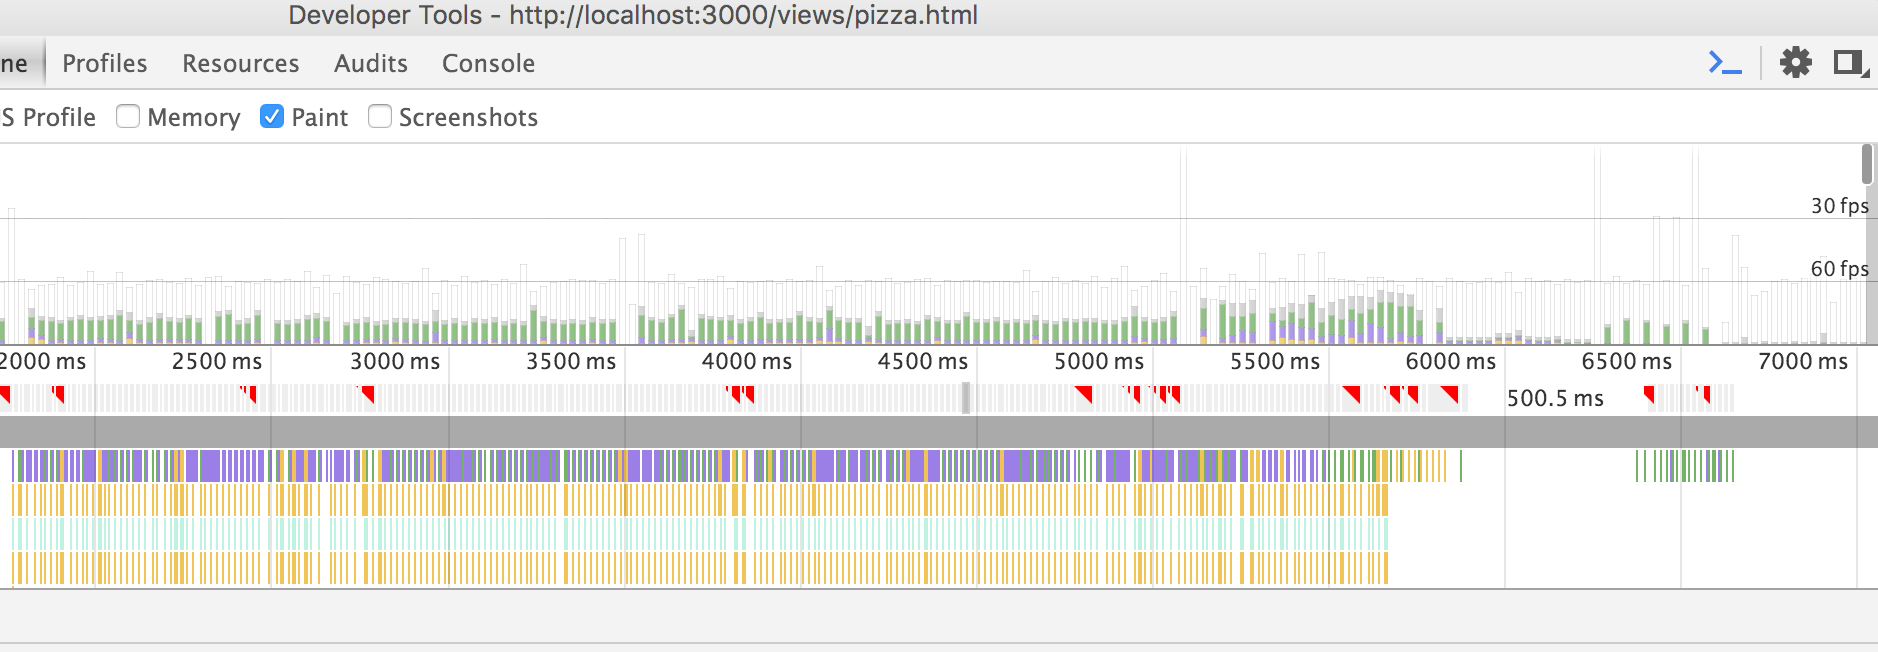 Developer Tools - http://localhost:3000/views/pizza.html
ne Profiles Resources Audits Console
S Profile Memory Paint Screenshots
30 fps
60 fps
2000 ms 2500 ms 3000 ms 3500 ms 4000 ms 4500 ms 5000 ms 5500 ms 6000 ms 6500 ms 7000 ms
500.5 ms